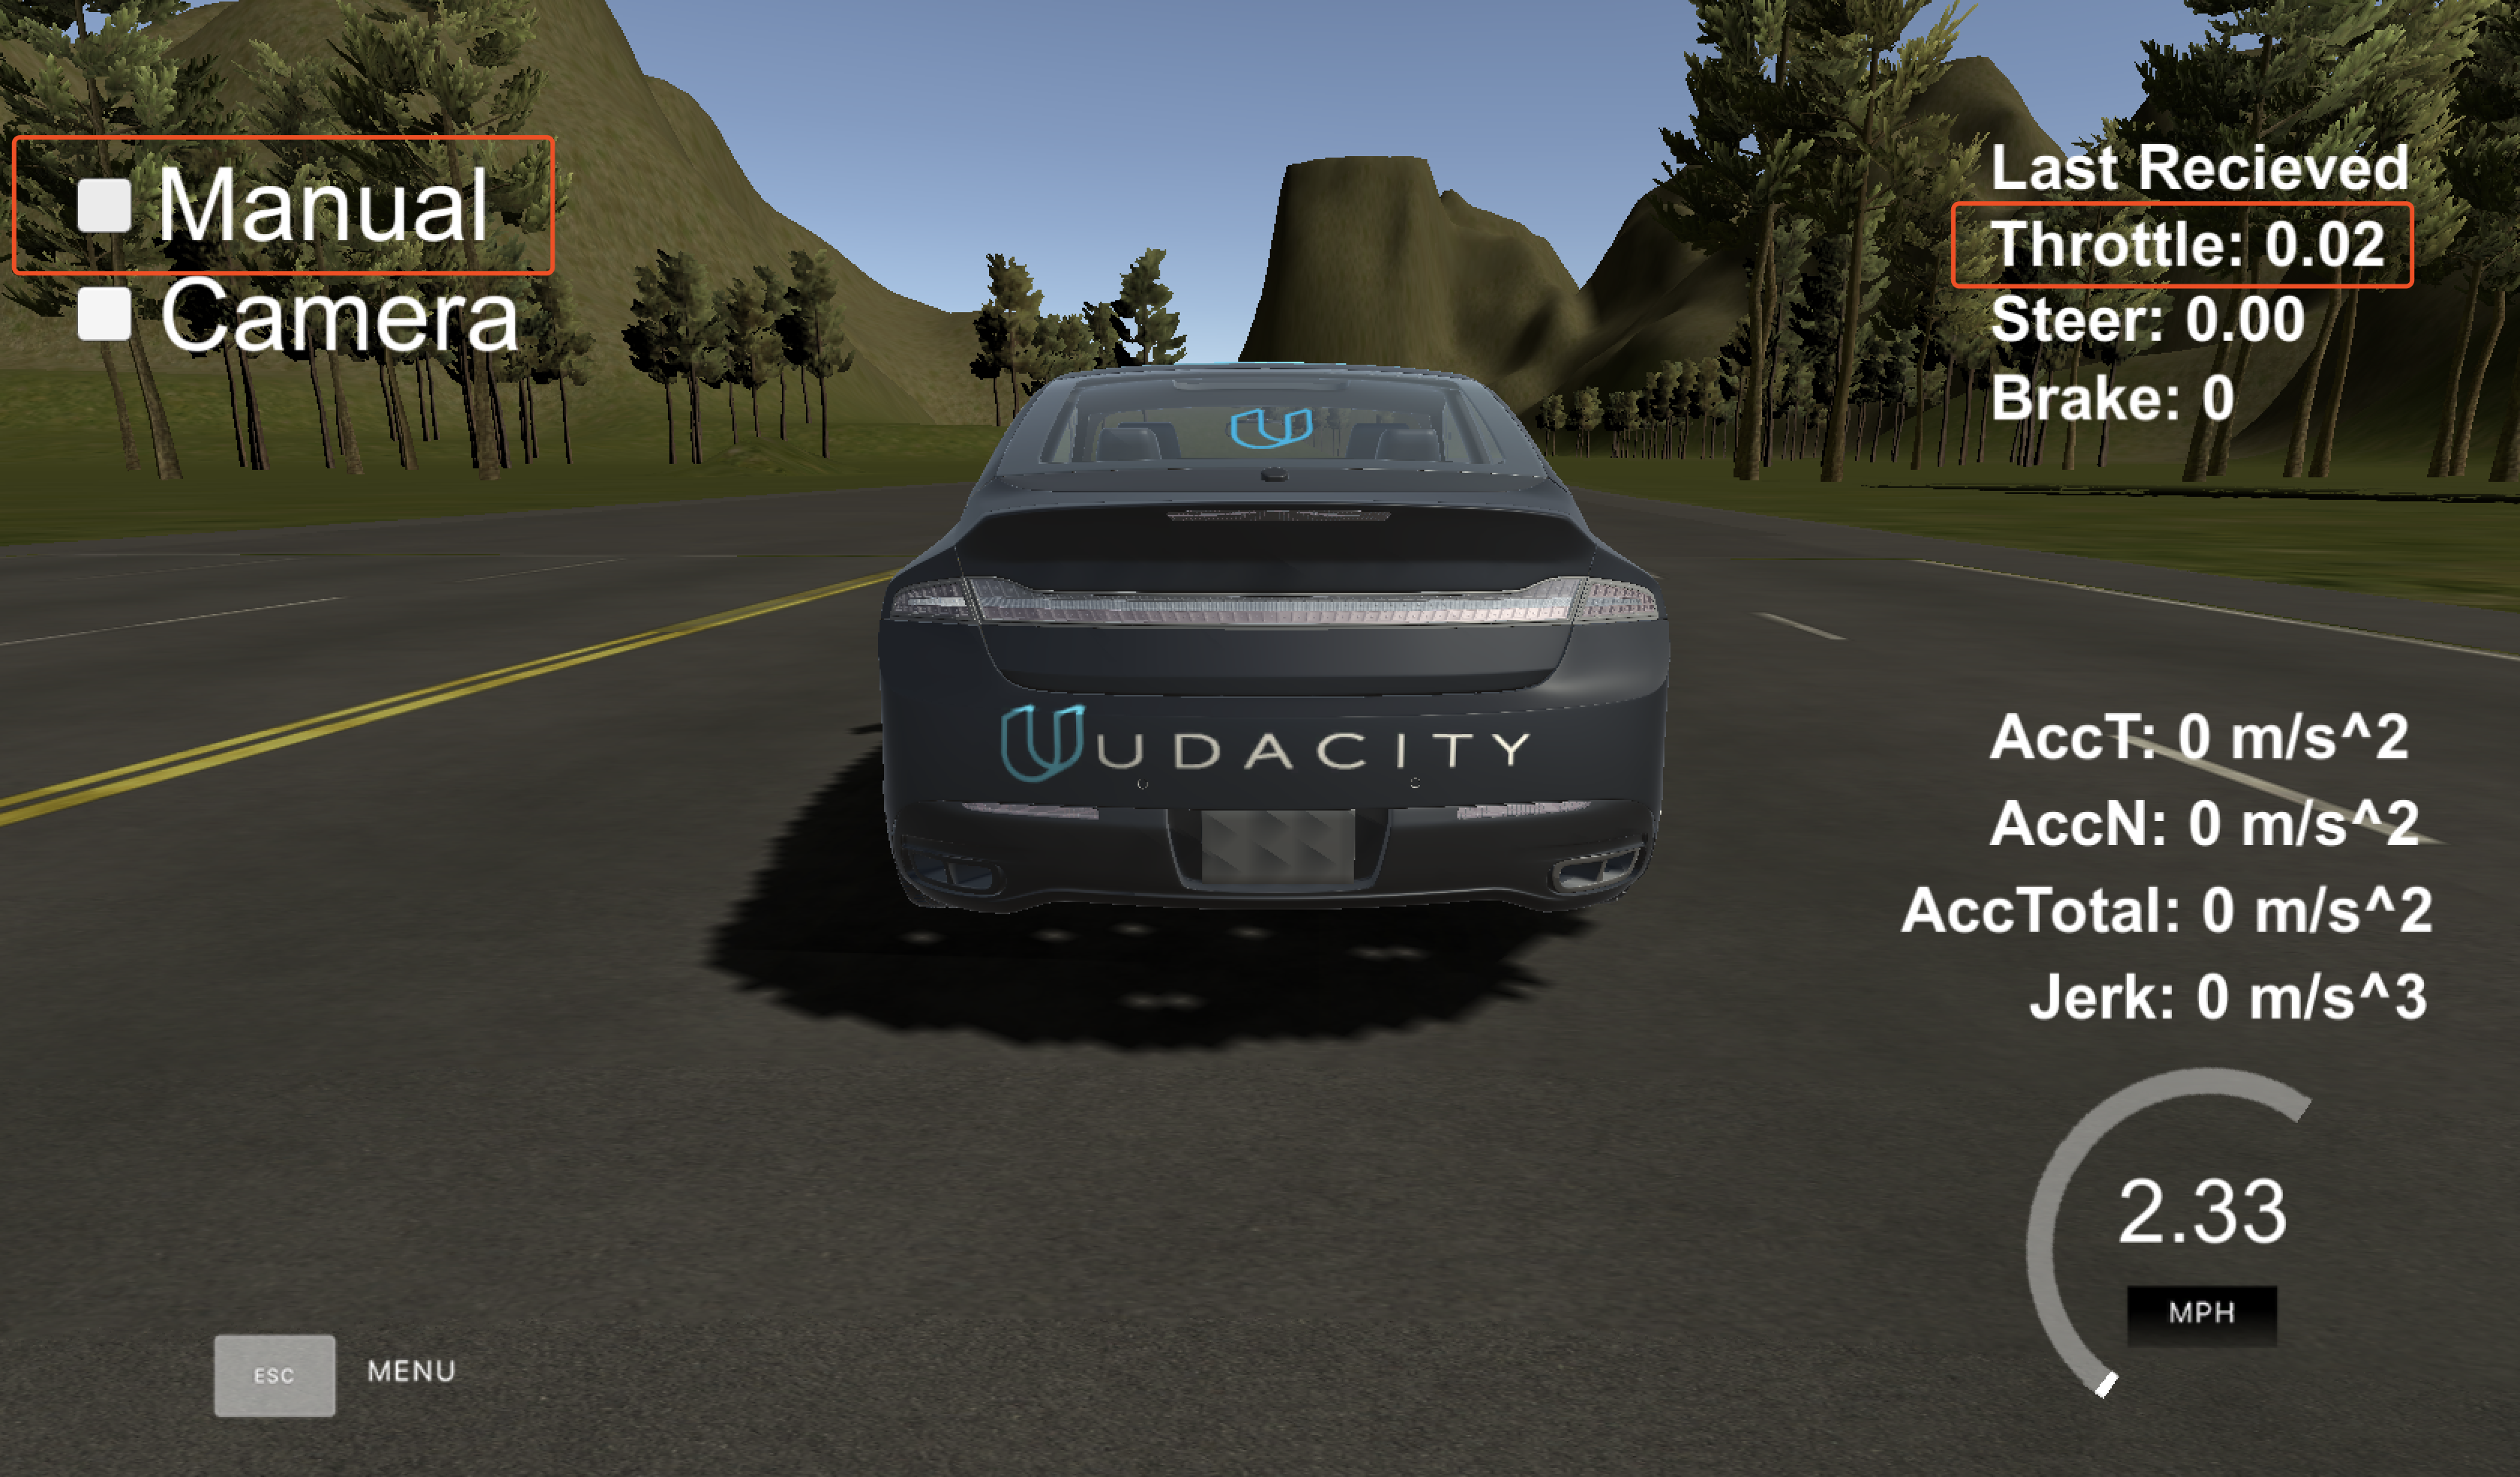 Manual
Camera
Last Recieved
Throttle: 0.02
Steer: 0.00
Brake: 0
UDACITY
AccT: 0 m/s^2
AccN: 0 m/s^2
AccTotal: 0 m/s^2
Jerk: 0 m/s^3
2.33
MPH
ESC MENU